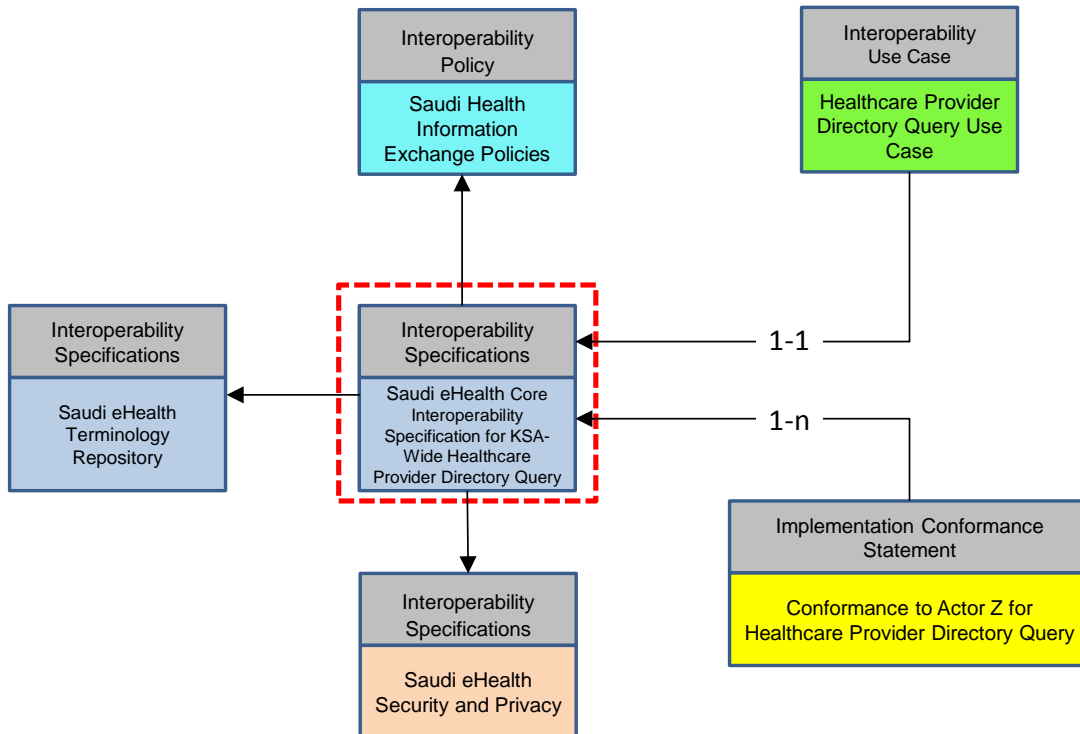 Interoperability
Policy
Saudi Health
Information
Exchange Policies
Interoperability
Use Case
Healthcare Provider
Directory Query Use
Case
Interoperability
Specifications
Saudi eHealth
Terminology
Repository
Interoperability
Specifications
Saudi eHealth Core
Interoperability
Specification for KSA-
Wide Healthcare
Provider Directory Query
1-1
1-n
Implementation Conformance
Statement
Conformance to Actor Z for
Healthcare Provider Directory Query
Interoperability
Specifications
Saudi eHealth
Security and Privacy